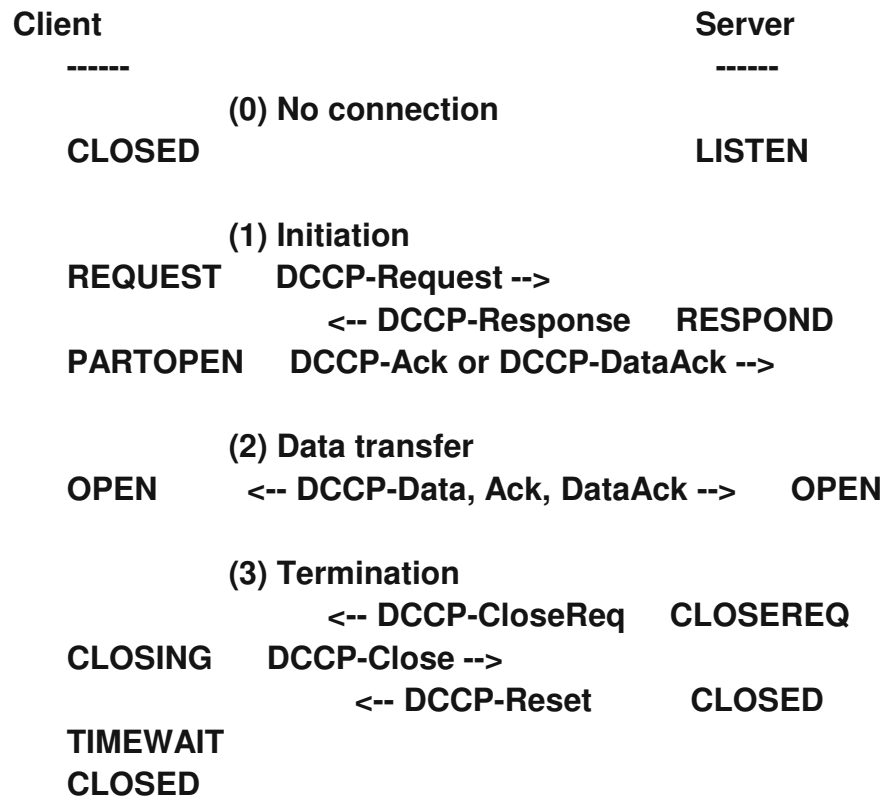 Client Server
------ ------
(0) No connection
CLOSED LISTEN
(1) Initiation
REQUEST DCCP-Request -->
<-- DCCP-Response RESPOND
PARTOPEN DCCP-Ack or DCCP-DataAck -->
(2) Data transfer
OPEN <-- DCCP-Data, Ack, DataAck --> OPEN
(3) Termination
<-- DCCP-CloseReq CLOSEREQ
CLOSING DCCP-Close -->
<-- DCCP-Reset CLOSED
TIMEWAIT
CLOSED